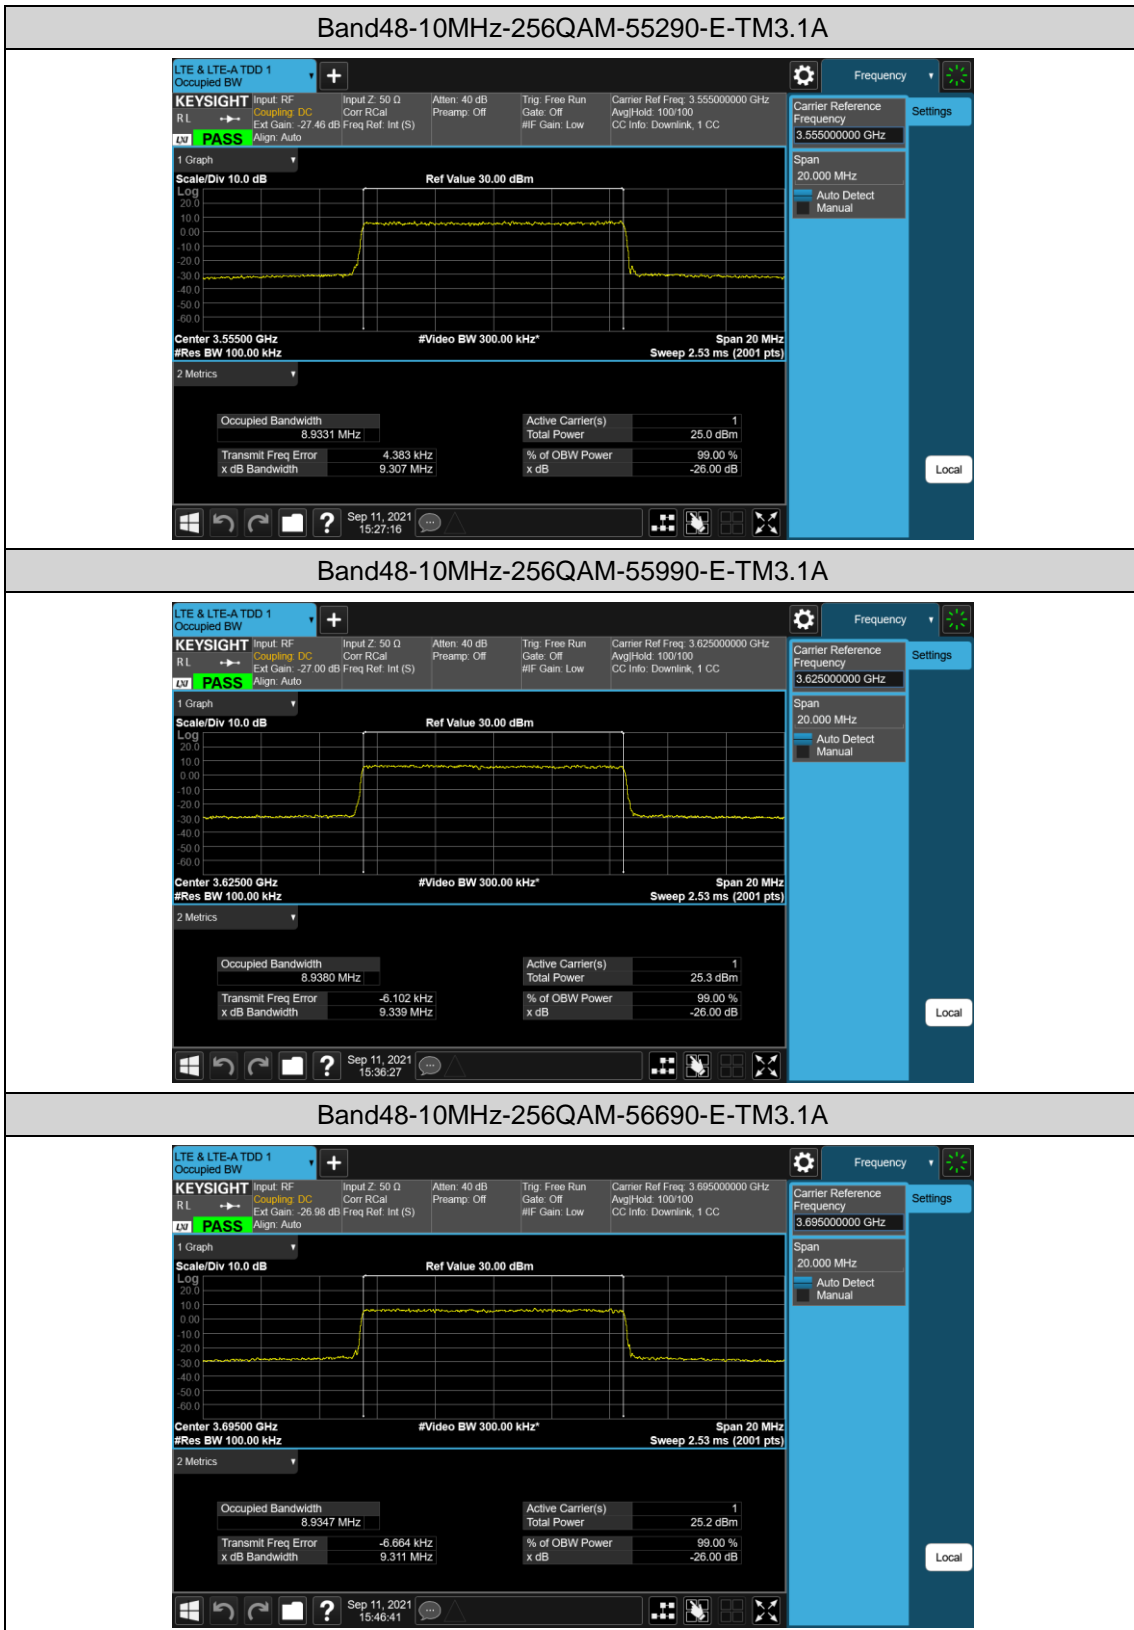 Band48-10MHz-256QAM-55290-E-TM3.1A
LTE & LTE-A TDD 1
Occupied BW
Frequency
KEYSIGHT
Input: RF
Input Z: 50 Ω
Atten: 40 dB
Trig: Free Run
Carrier Ref Freq: 3.555000000 GHz
R L
Coupling: DC
Corr RCal
Preamp: Off
Gate: Off
Avg|Hold: 100/100
Ext Gain: -27.46 dB
Freq Ref: Int (S)
#IF Gain: Low
CC Info: Downlink, 1 CC
LXI
PASS
Align: Auto
Carrier Reference
Frequency
3.555000000 GHz
Settings
Span
20.000 MHz
Auto Detect
Manual
1 Graph
Scale/Div 10.0 dB
Ref Value 30.00 dBm
Log
20.0
10.0
0.00
-10.0
-20.0
-30.0
-40.0
-50.0
-60.0
Center 3.55500 GHz
#Video BW 300.00 kHz*
Span 20 MHz
#Res BW 100.00 kHz
Sweep 2.53 ms (2001 pts)
2 Metrics
Occupied Bandwidth
8.9331 MHz
Active Carrier(s) 1
Total Power 25.0 dBm
Transmit Freq Error 4.383 kHz
% of OBW Power 99.00 %
x dB Bandwidth 9.307 MHz
x dB -26.00 dB
Local
?
Sep 11, 2021
15:27:16
Band48-10MHz-256QAM-55990-E-TM3.1A
LTE & LTE-A TDD 1
Occupied BW
Frequency
KEYSIGHT
Input: RF
Input Z: 50 Ω
Atten: 40 dB
Trig: Free Run
Carrier Ref Freq: 3.625000000 GHz
R L
Coupling: DC
Corr RCal
Preamp: Off
Gate: Off
Avg|Hold: 100/100
Ext Gain: -27.00 dB
Freq Ref: Int (S)
#IF Gain: Low
CC Info: Downlink, 1 CC
LXI
PASS
Align: Auto
Carrier Reference
Frequency
3.625000000 GHz
Settings
Span
20.000 MHz
Auto Detect
Manual
1 Graph
Scale/Div 10.0 dB
Ref Value 30.00 dBm
Log
20.0
10.0
0.00
-10.0
-20.0
-30.0
-40.0
-50.0
-60.0
Center 3.62500 GHz
#Video BW 300.00 kHz*
Span 20 MHz
#Res BW 100.00 kHz
Sweep 2.53 ms (2001 pts)
2 Metrics
Occupied Bandwidth
8.9380 MHz
Active Carrier(s) 1
Total Power 25.3 dBm
Transmit Freq Error -6.102 kHz
% of OBW Power 99.00 %
x dB Bandwidth 9.339 MHz
x dB -26.00 dB
Local
?
Sep 11, 2021
15:36:27
Band48-10MHz-256QAM-56690-E-TM3.1A
LTE & LTE-A TDD 1
Occupied BW
Frequency
KEYSIGHT
Input: RF
Input Z: 50 Ω
Atten: 40 dB
Trig: Free Run
Carrier Ref Freq: 3.695000000 GHz
R L
Coupling: DC
Corr RCal
Preamp: Off
Gate: Off
Avg|Hold: 100/100
Ext Gain: -26.98 dB
Freq Ref: Int (S)
#IF Gain: Low
CC Info: Downlink, 1 CC
LXI
PASS
Align: Auto
Carrier Reference
Frequency
3.695000000 GHz
Settings
Span
20.000 MHz
Auto Detect
Manual
1 Graph
Scale/Div 10.0 dB
Ref Value 30.00 dBm
Log
20.0
10.0
0.00
-10.0
-20.0
-30.0
-40.0
-50.0
-60.0
Center 3.69500 GHz
#Video BW 300.00 kHz*
Span 20 MHz
#Res BW 100.00 kHz
Sweep 2.53 ms (2001 pts)
2 Metrics
Occupied Bandwidth
8.9347 MHz
Active Carrier(s) 1
Total Power 25.2 dBm
Transmit Freq Error -6.664 kHz
% of OBW Power 99.00 %
x dB Bandwidth 9.311 MHz
x dB -26.00 dB
Local
?
Sep 11, 2021
15:46:41